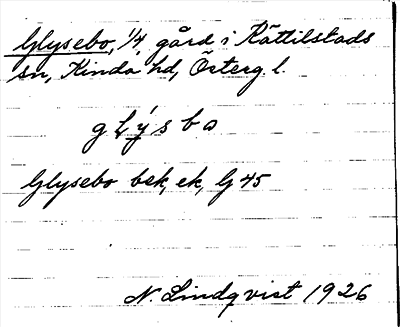 Glysebo, 1/4, gård i Kättilstads
sn, Kinda hd, Österg. l.
g l ý s b o
Glysebo bek, ek, G 45
N. Lindqvist 1926